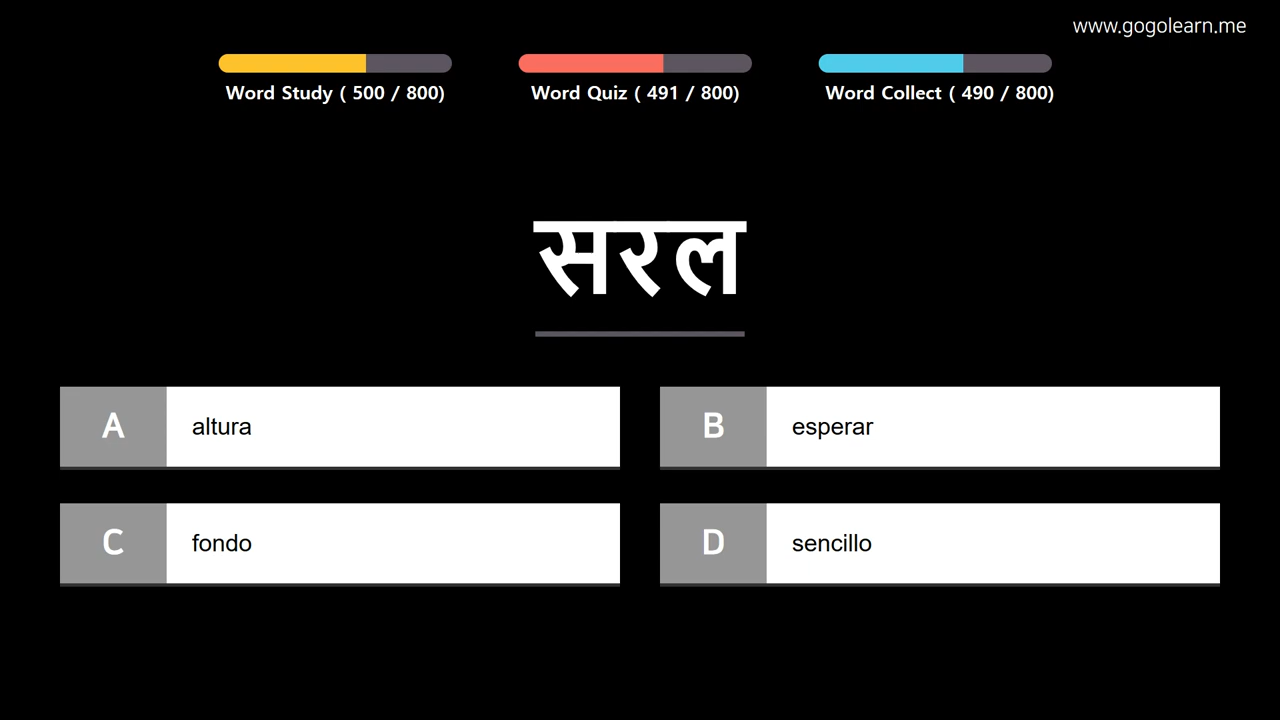 www.gogolearn.me
Word Study ( 500 / 800)
Word Quiz ( 491 / 800)
Word Collect ( 490 / 800)
सरल
A altura
B esperar
C fondo
D sencillo